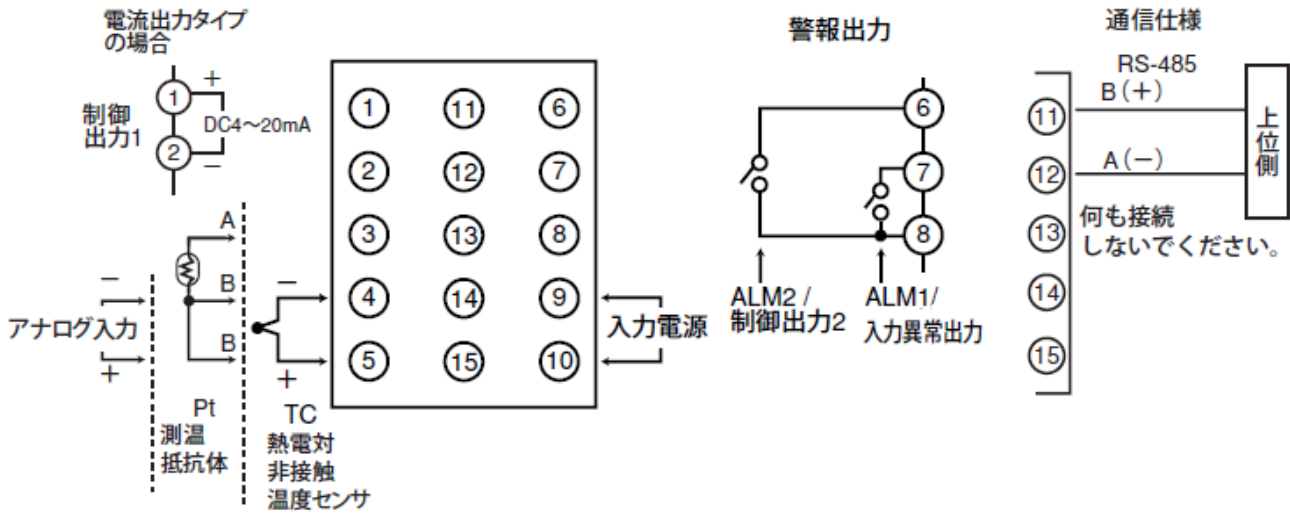 電流出力タイプ
の場合
制御
出力1
1
+
DC4〜20mA
2
−
A
B
B
−
アナログ入力
+
Pt
測温
抵抗体
−
+
TC
熱電対
非接触
温度センサ
1 11 6
2 12 7
3 13 8
4 14 9
5 15 10
入力電源
警報出力
6
7
8
ALM2 /
制御出力2
ALM1/
入力異常出力
通信仕様
RS-485
B(+)
A(−)
11
12
13
14
15
何も接続
しないでください。
上位側